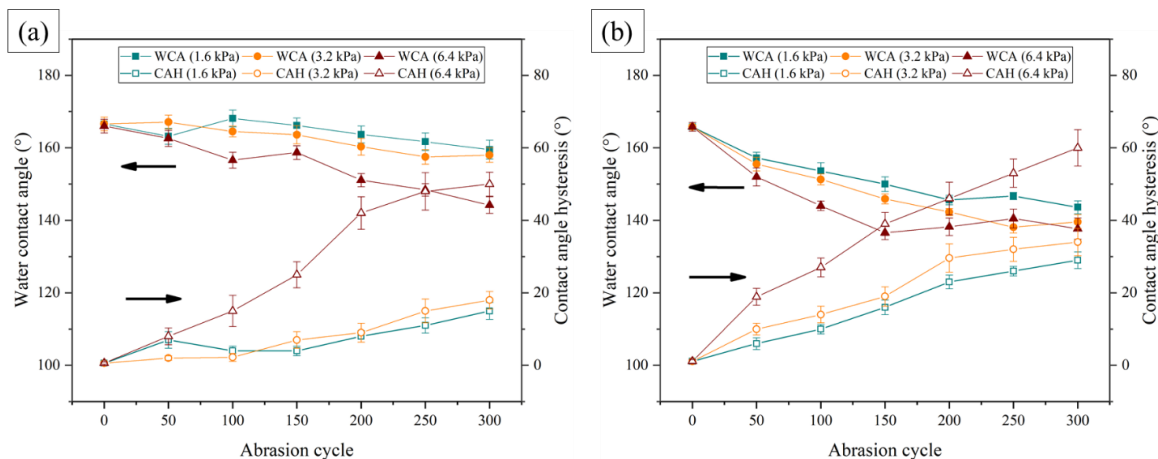 (a)
WCA (1.6 kPa) WCA (3.2 kPa) WCA (6.4 kPa)
CAH (1.6 kPa) CAH (3.2 kPa) CAH (6.4 kPa)
190
180
160
140
120
100
80
60
40
20
0
0 50 100 150 200 250 300
Water contact angle (°)
Contact angle hysteresis (°)
Abrasion cycle
(b)
WCA (1.6 kPa) WCA (3.2 kPa) WCA (6.4 kPa)
CAH (1.6 kPa) CAH (3.2 kPa) CAH (6.4 kPa)
180
160
140
120
100
80
60
40
20
0
0 50 100 150 200 250 300
Water contact angle (°)
Contact angle hysteresis (°)
Abrasion cycle